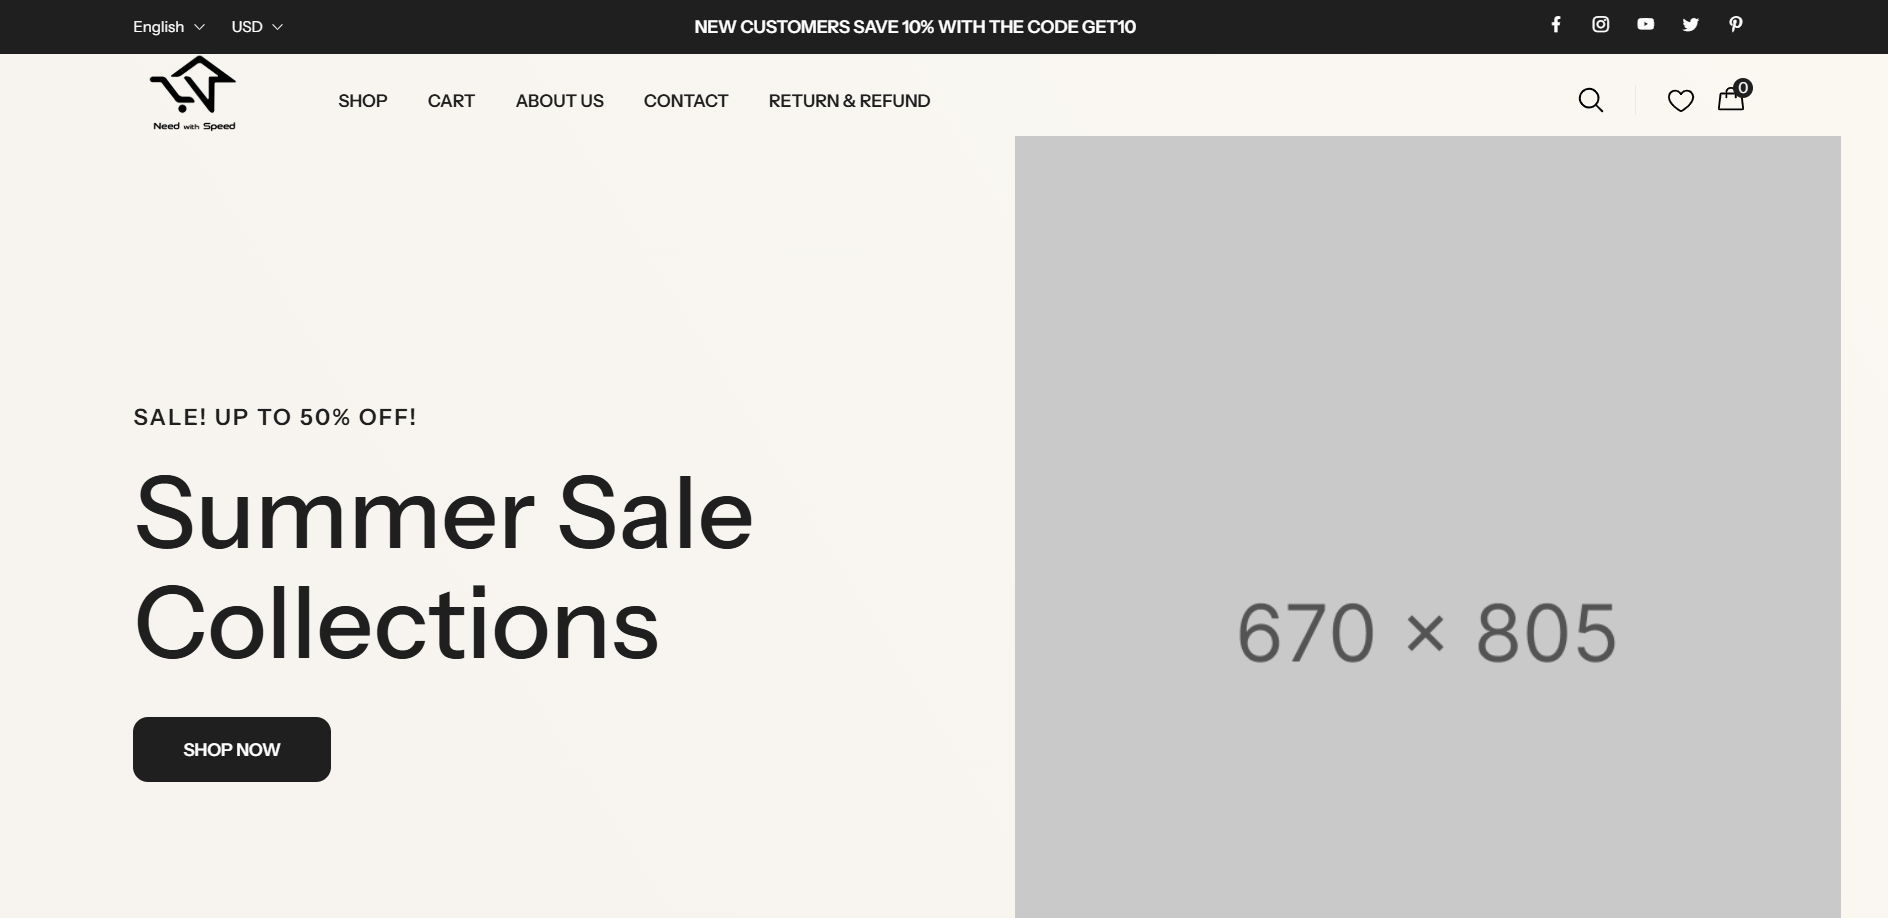 English
USD
NEW CUSTOMERS SAVE 10% WITH THE CODE GET10
Need with Speed
SHOP
CART
ABOUT US
CONTACT
RETURN & REFUND
0
SALE! UP TO 50% OFF!
Summer Sale
Collections
SHOP NOW
670 × 805